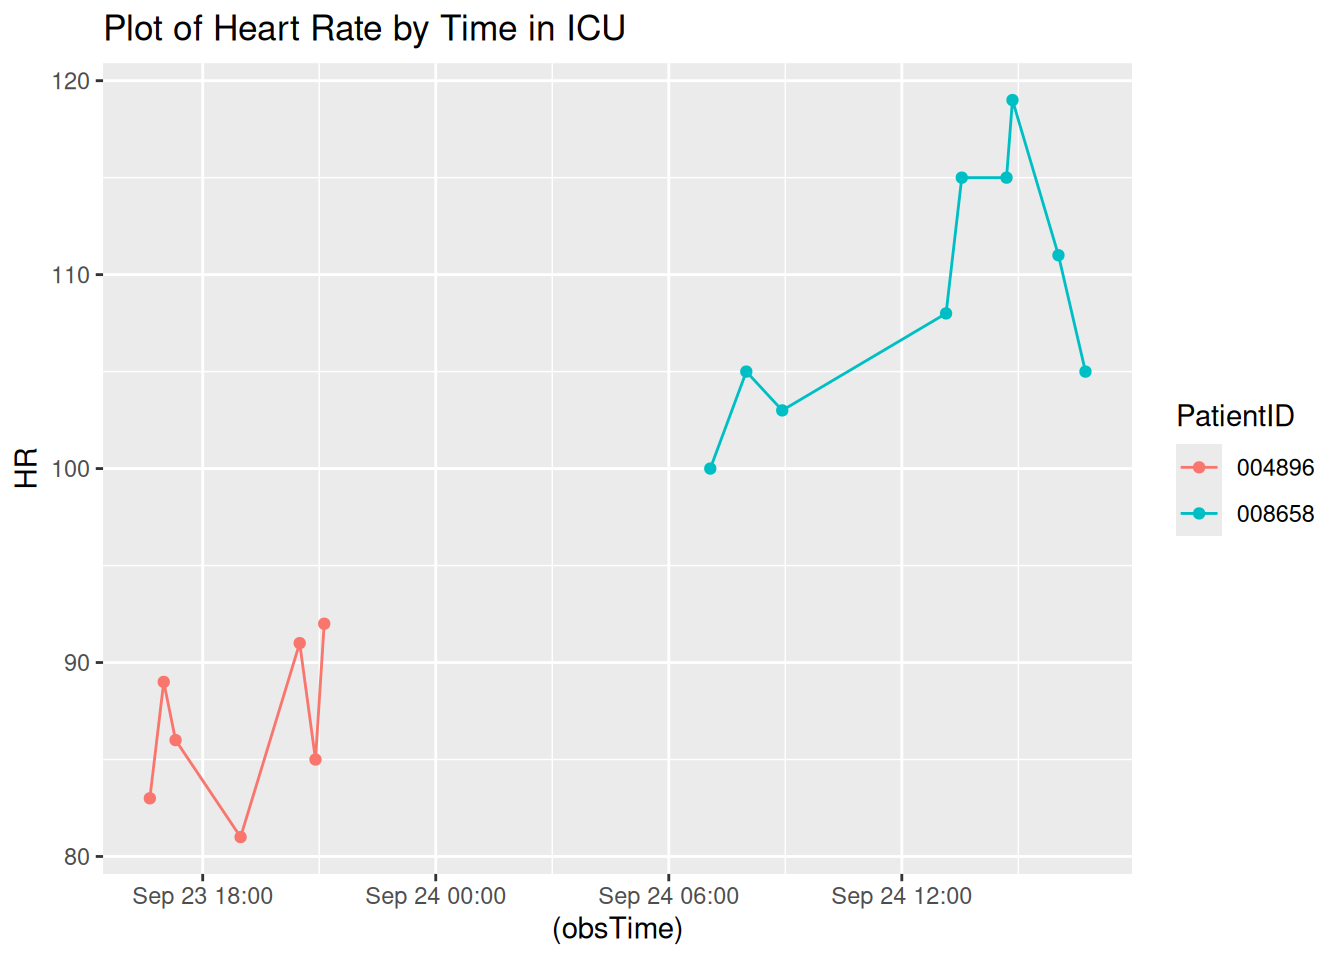 Plot of Heart Rate by Time in ICU
120
110
100
90
80
HR
Sep 23 18:00 Sep 24 00:00 Sep 24 06:00 Sep 24 12:00
(obsTime)
PatientID
004896
008658